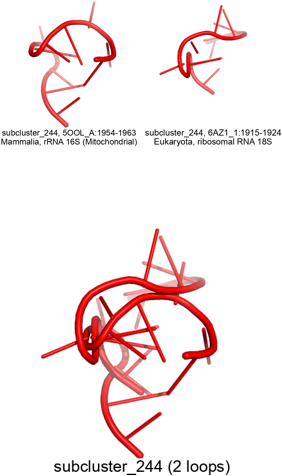 subcluster_244, 5OOL_A:1954-1963
Mammalia, rRNA 16S (Mitochondrial)
subcluster_244, 6AZ1_1:1915-1924
Eukaryota, ribosomal RNA 18S
subcluster_244 (2 loops)